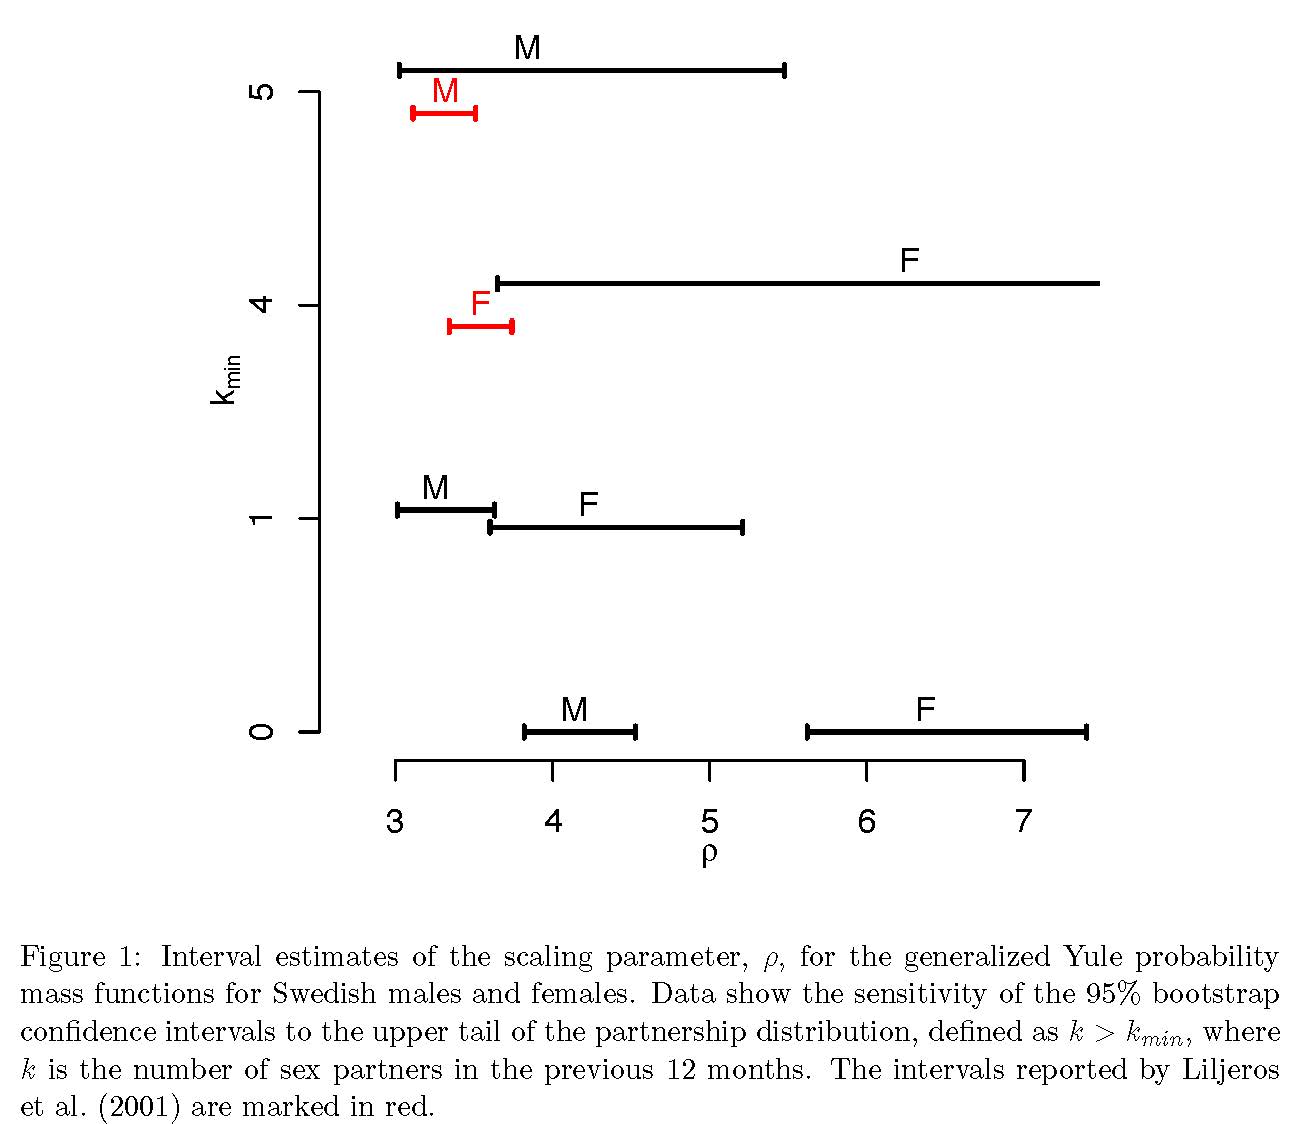 M
5
M
F
4
F
k_min
M
F
1
M
F
0
3 4 5 6 7
ρ
Figure 1: Interval estimates of the scaling parameter, ρ, for the generalized Yule probability
mass functions for Swedish males and females. Data show the sensitivity of the 95% bootstrap
confidence intervals to the upper tail of the partnership distribution, defined as k > k_min, where
k is the number of sex partners in the previous 12 months. The intervals reported by Liljeros
et al. (2001) are marked in red.